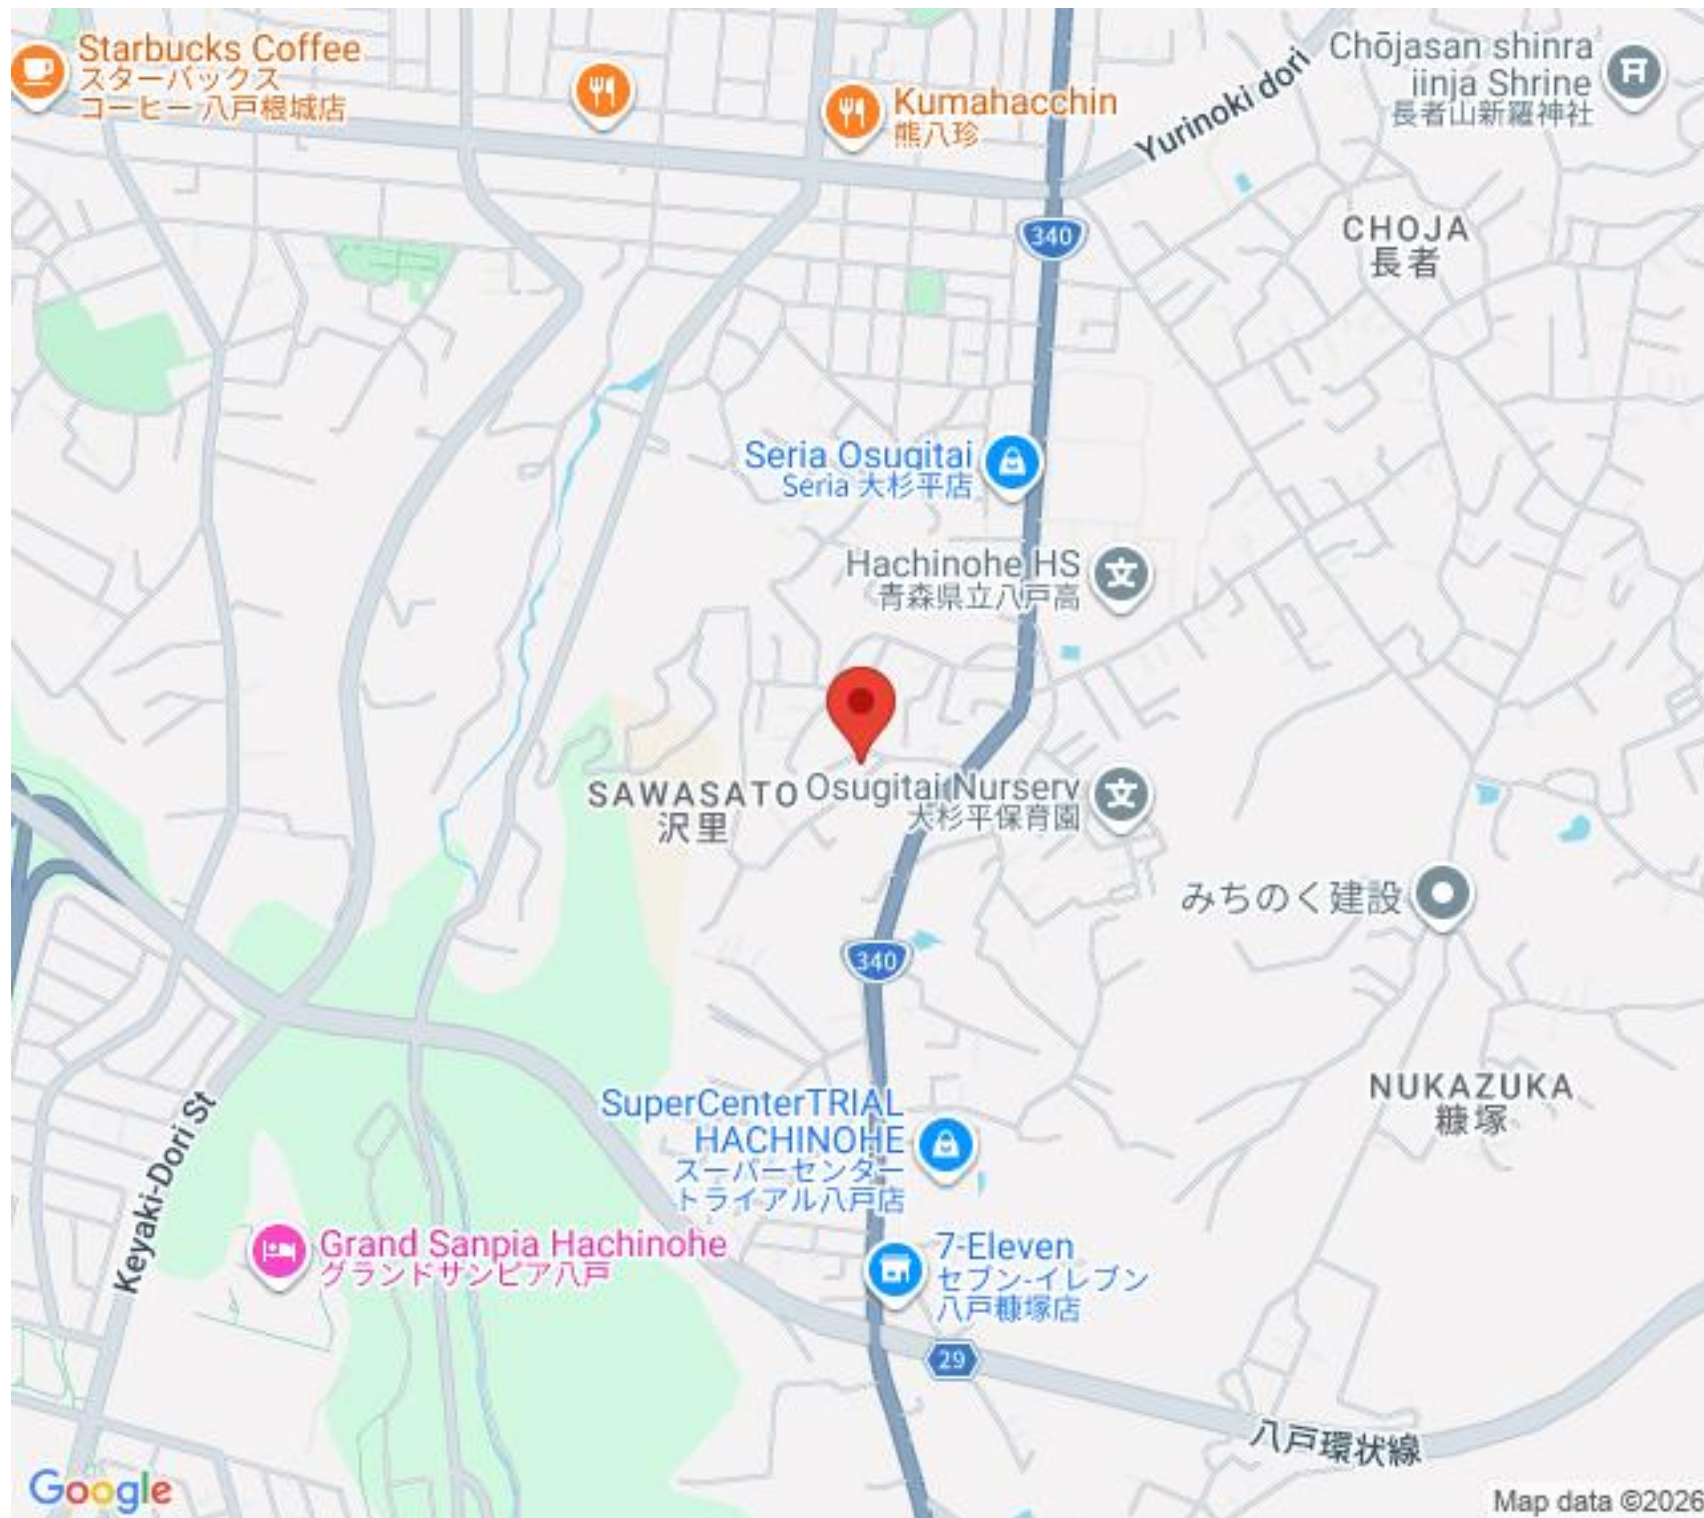 Starbucks Coffee
スターバックス
コーヒー 八戸根城店
Kumahacchin
熊八珍
Yurinoki dori
Chōjasan shinra
iinja Shrine
長者山新羅神社
340
CHOJA
長者
Seria Osugitai
Seria 大杉平店
Hachinohe HS
青森県立八戸高
SAWASATO
沢里
Osugitai Nurserv
大杉平保育園
みちのく建設
340
NUKAZUKA
糠塚
SuperCenterTRIAL
HACHINOHE
スーパーセンター
トライアル八戸店
Keyaki-Dori St
Grand Sanpia Hachinohe
グランドサンピア八戸
7-Eleven
セブン-イレブン
八戸糠塚店
29
八戸環状線
Google
Map data ©2026